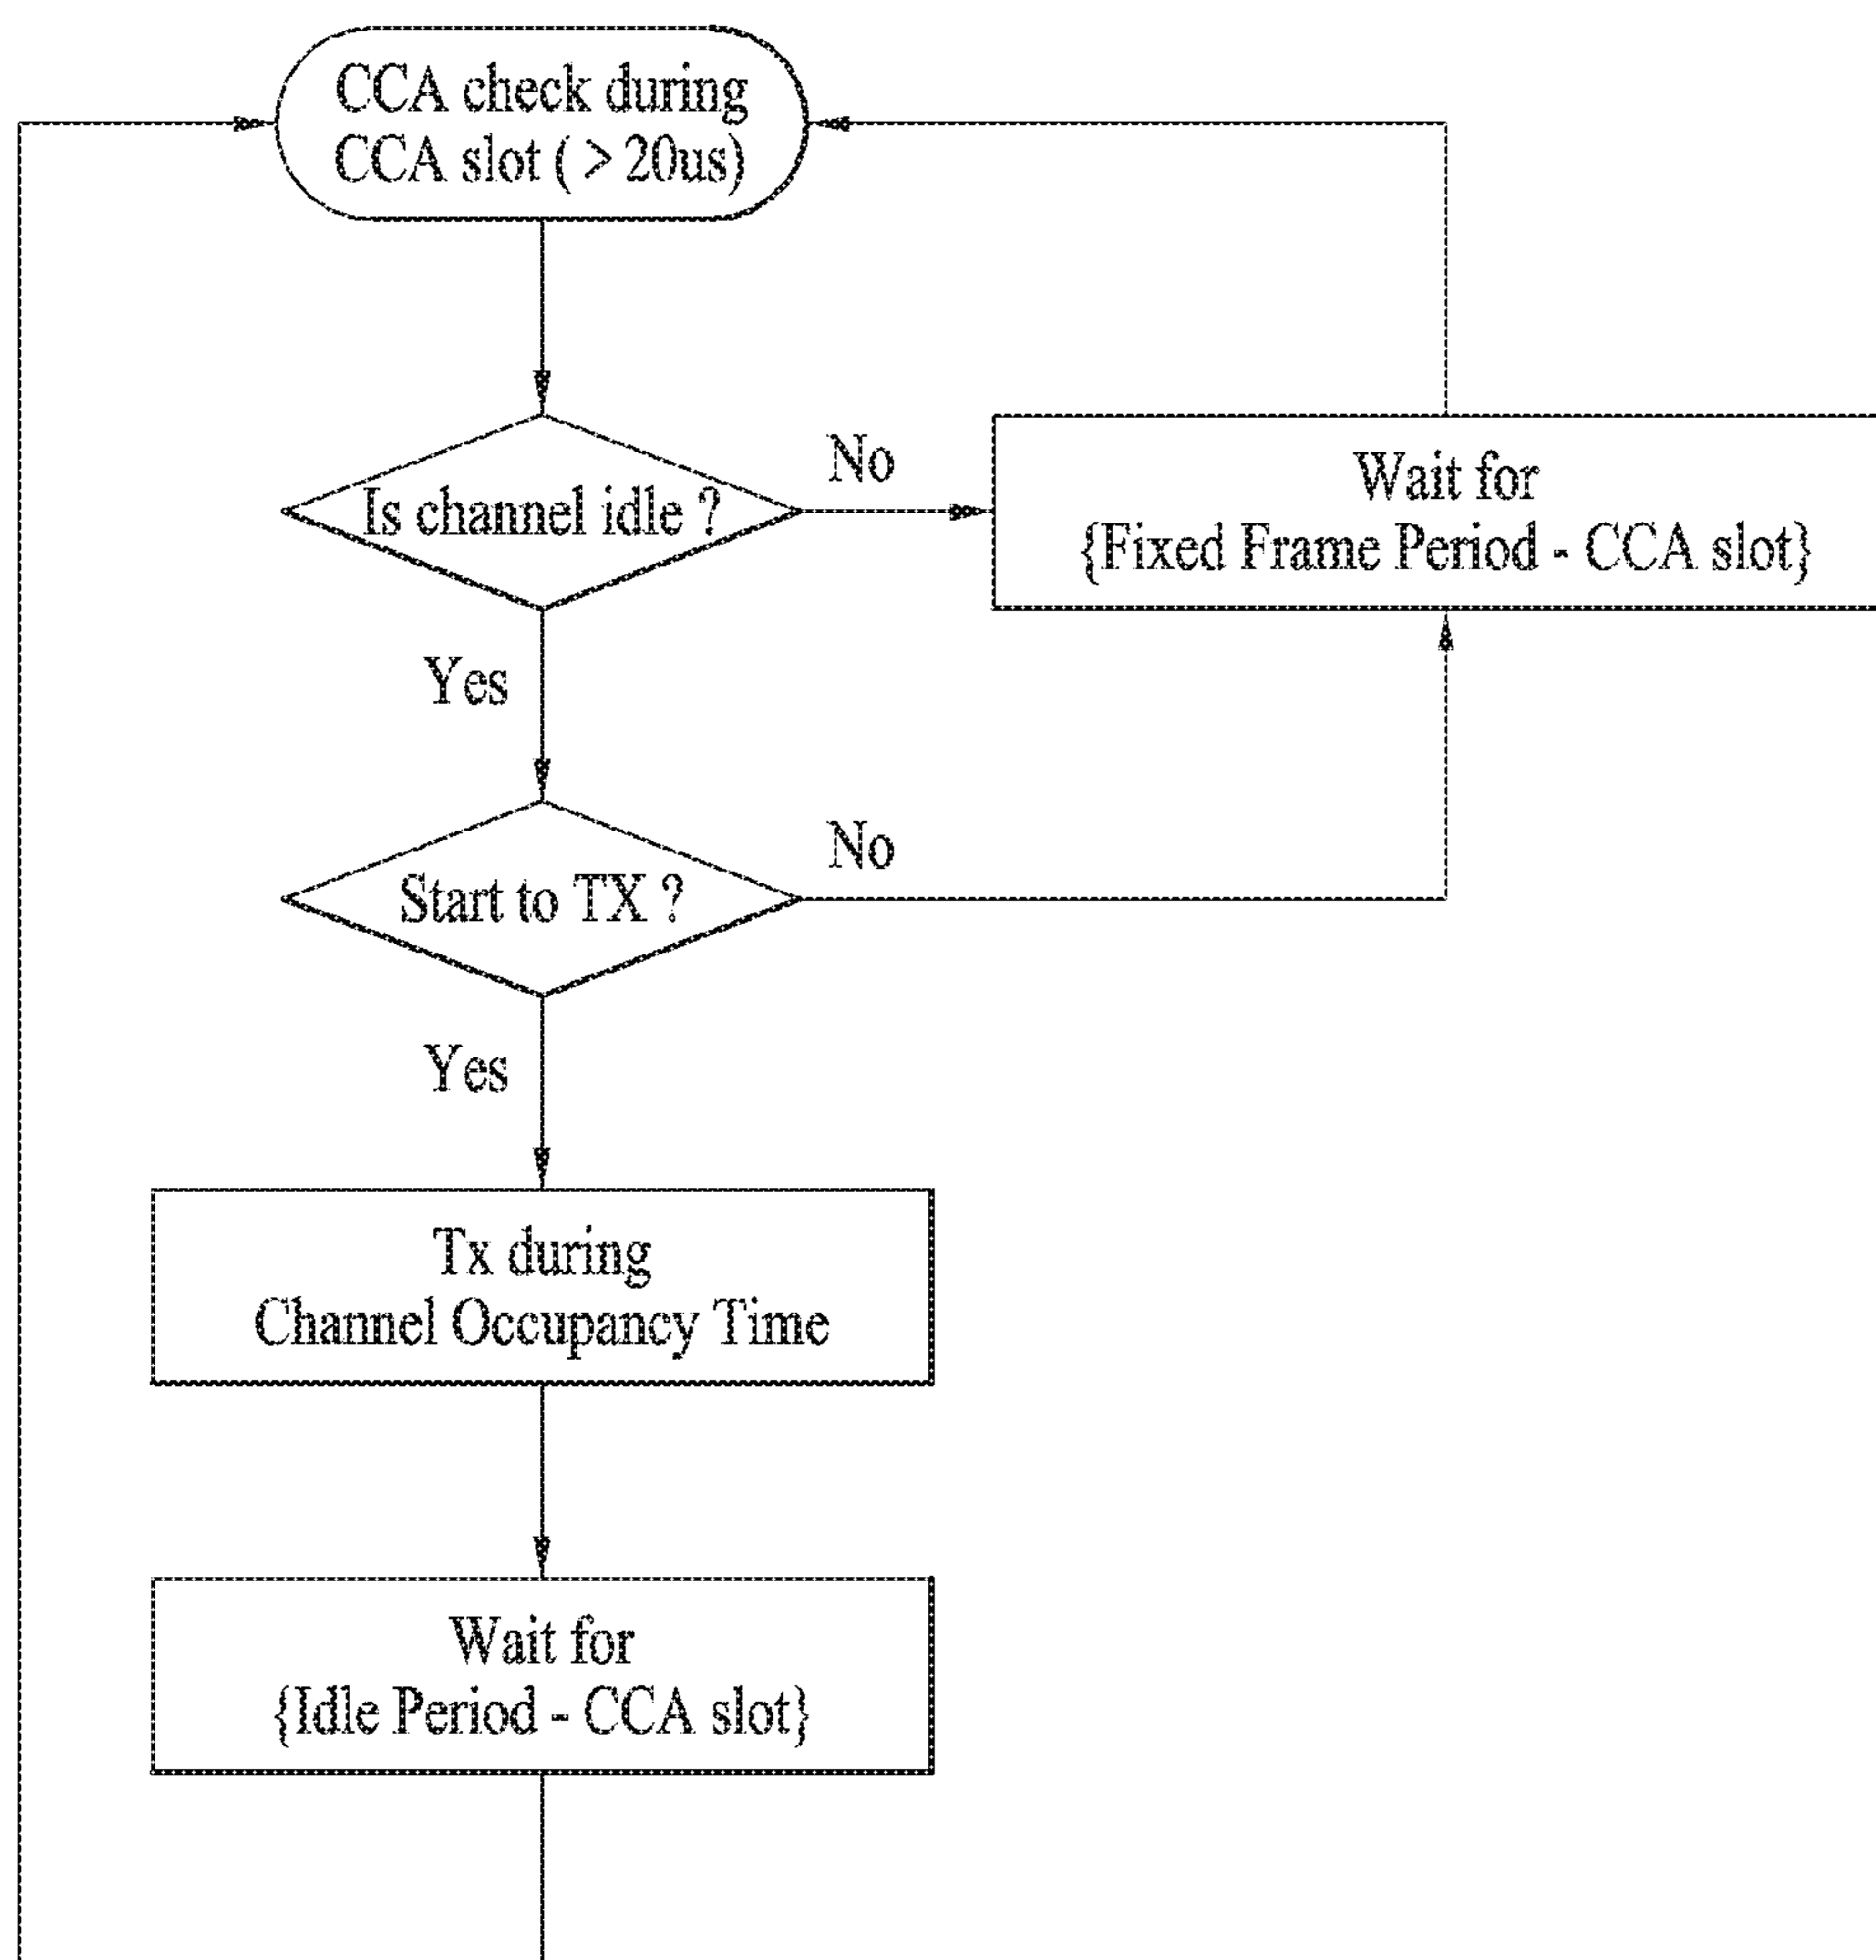 CCA check during
CCA slot ( > 20us)
Is channel idle ?
No
Wait for
{Fixed Frame Period - CCA slot}
Yes
Start to TX ?
No
Yes
Tx during
Channel Occupancy Time
Wait for
{Idle Period - CCA slot}